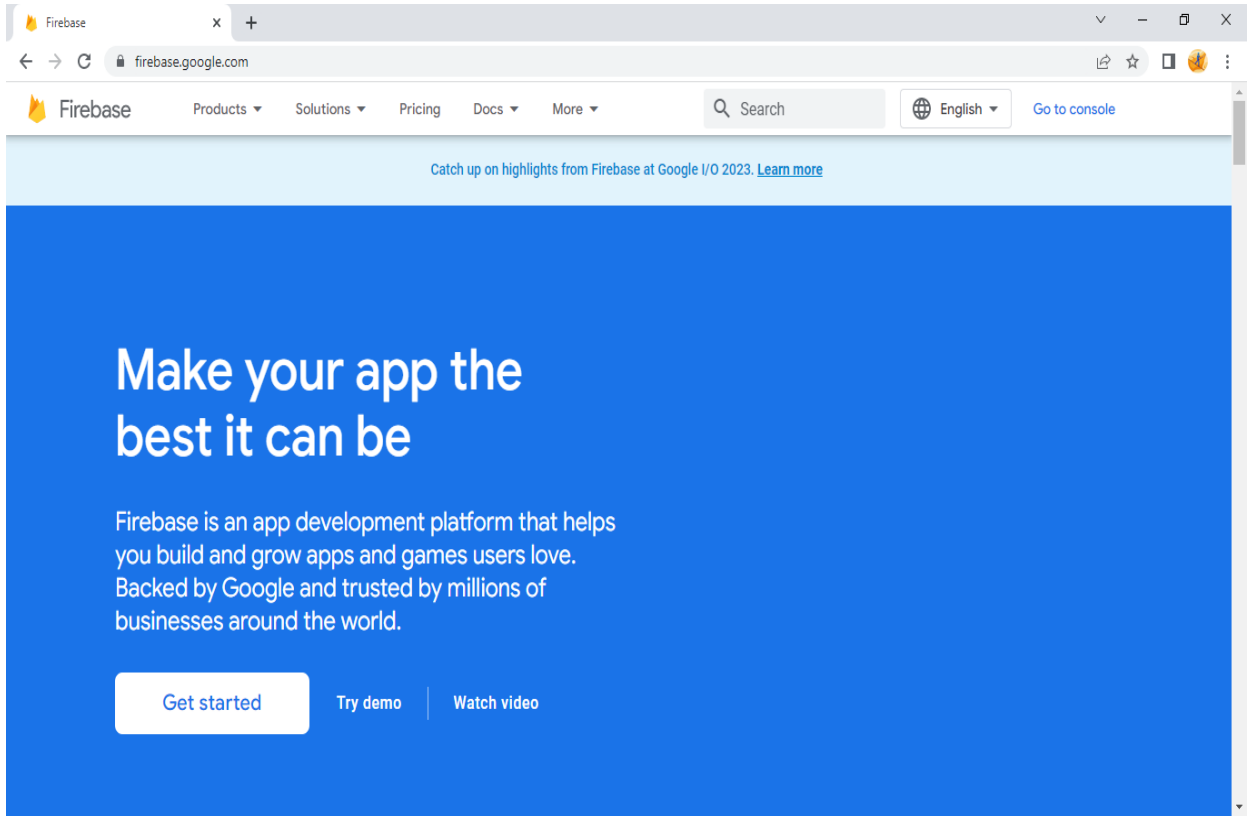 Firebase
firebase.google.com
Firebase Products Solutions Pricing Docs More Search English Go to console
Catch up on highlights from Firebase at Google I/O 2023. Learn more
Make your app the
best it can be
Firebase is an app development platform that helps
you build and grow apps and games users love.
Backed by Google and trusted by millions of
businesses around the world.
Get started Try demo Watch video